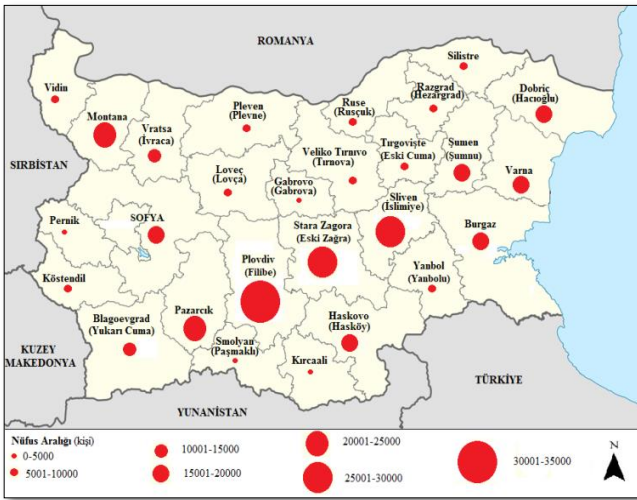 ROMANYA
Silistre
Vidin
Razgrad
(Hezargrad)
Dobriç
(Hacıoğlu)
Montana
Vratsa
(İvraca)
Pleven
(Plevne)
Ruse
(Rusçuk)
Veliko Tırnıvo
(Tırnova)
Tırgovişte
(Eski Cuma)
Şumen
(Şumnu)
Varna
SIRBİSTAN
Loveç
(Lovça)
Gabrovo
(Gabrova)
Sliven
(İslimiye)
Pernik
SOFYA
Stara Zagora
(Eski Zağra)
Burgaz
Köstendil
Plovdiv
(Filibe)
Yanbol
(Yanbolu)
Blagoevgrad
(Yukarı Cuma)
Pazarcık
Haskovo
(Hasköy)
Smolyan
(Paşmaklı)
Kırcaali
KUZEY
MAKEDONYA
YUNANİSTAN
TÜRKİYE
Nüfus Aralığı (kişi)
0-5000
5001-10000
10001-15000
15001-20000
20001-25000
25001-30000
30001-35000
N